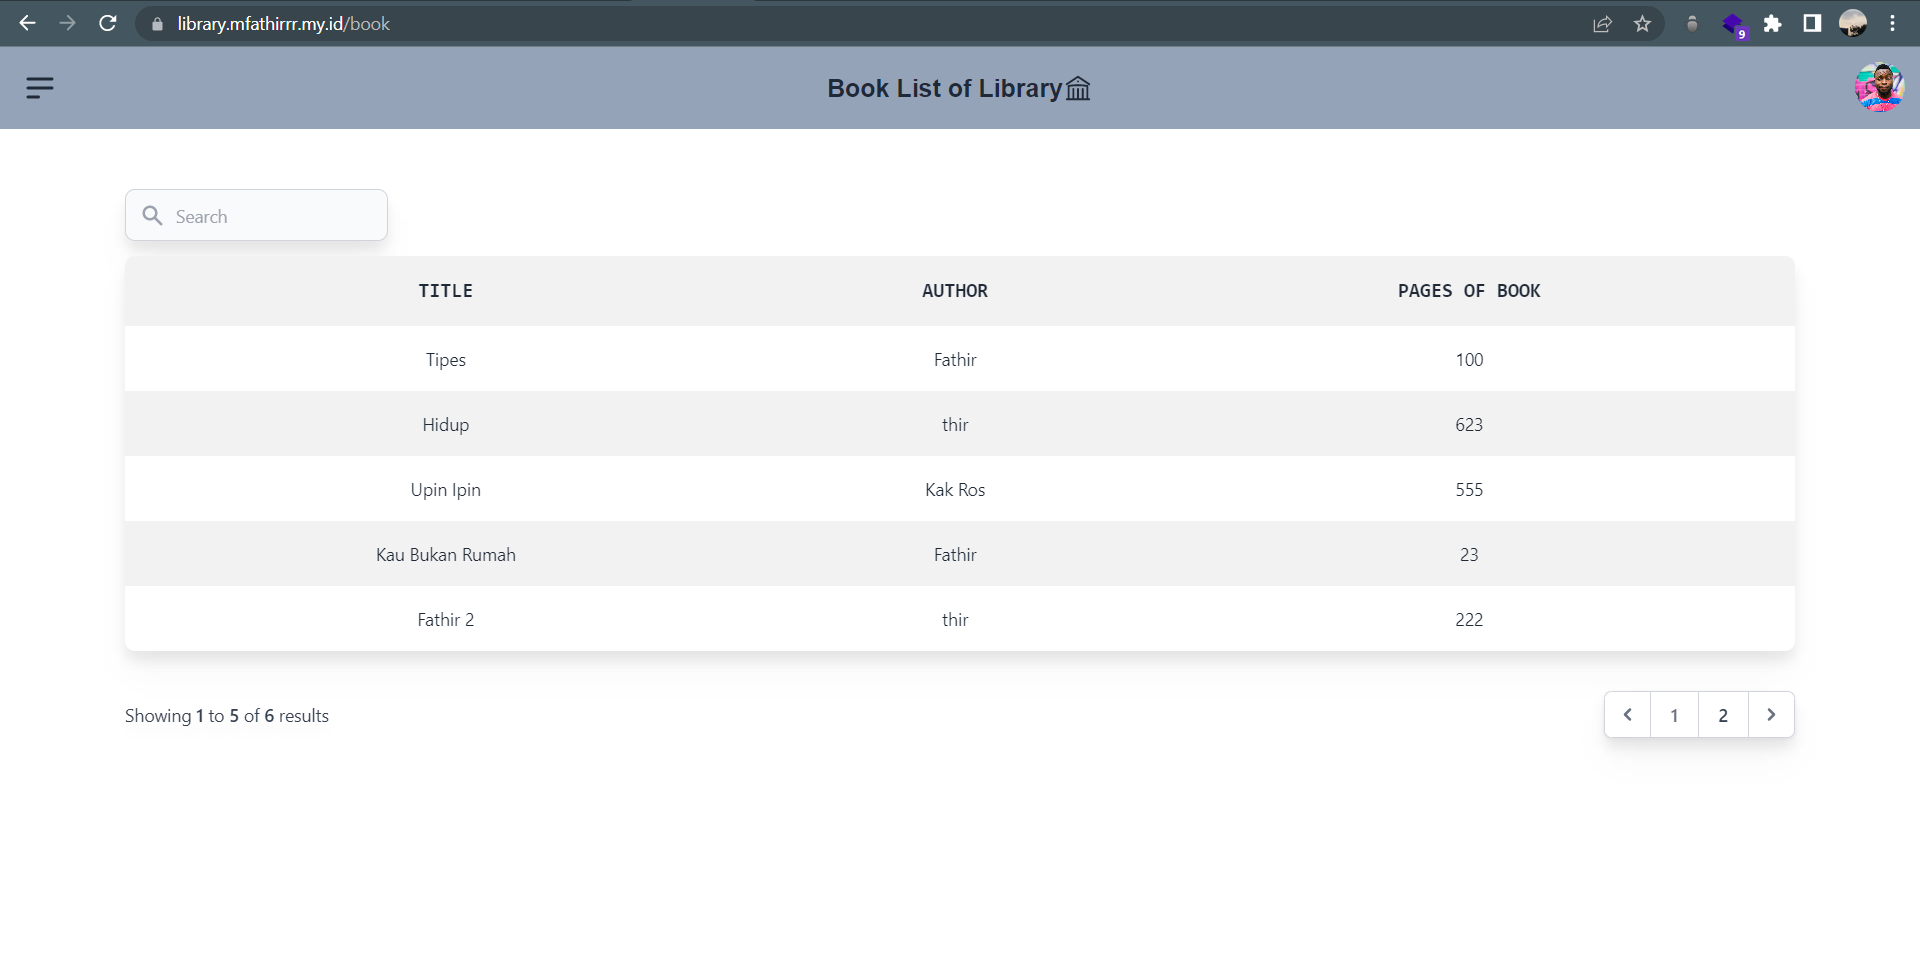 library.mfathirrr.my.id/book
9
Book List of Library
Search
TITLE AUTHOR PAGES OF BOOK
Tipes Fathir 100
Hidup thir 623
Upin Ipin Kak Ros 555
Kau Bukan Rumah Fathir 23
Fathir 2 thir 222
Showing 1 to 5 of 6 results
1 2